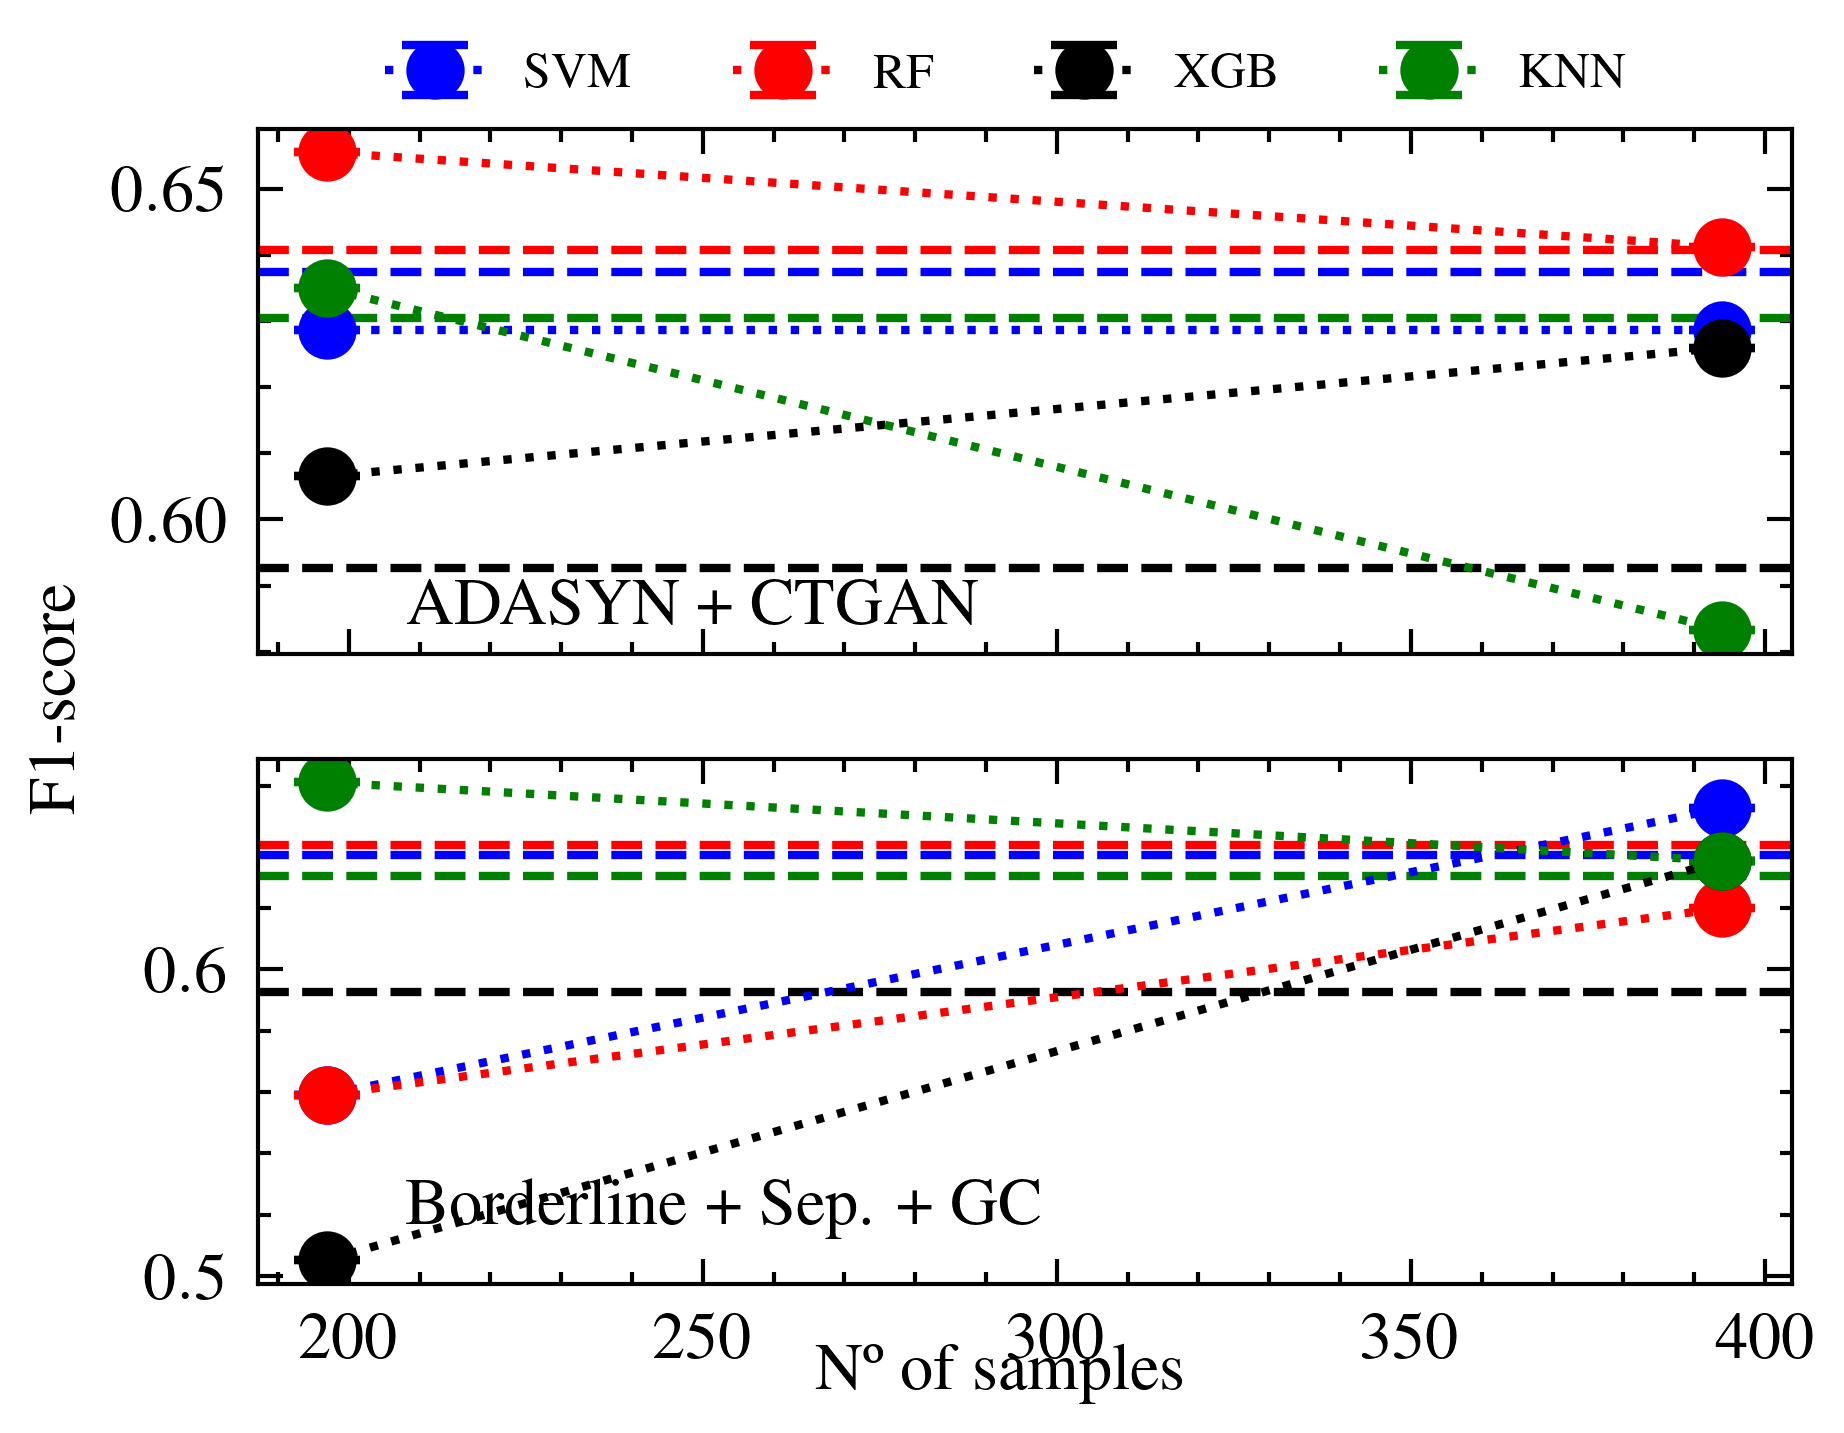 SVM RF XGB KNN
0.65
0.60
ADASYN + CTGAN
F1-score
0.6
Borderline + Sep. + GC
0.5
200 250 300 350 400
Nº of samples